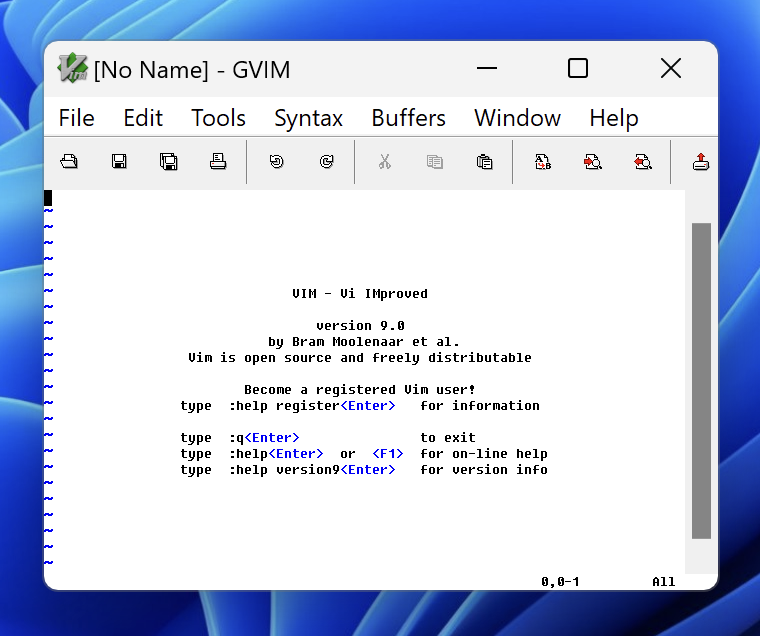 [No Name] - GVIM
File Edit Tools Syntax Buffers Window Help
~
~
~
~
~
~
VIM - Vi IMproved
~
~
version 9.0
~
by Bram Moolenaar et al.
~
Vim is open source and freely distributable
~
~
Become a registered Vim user!
~
type :help register<Enter> for information
~
~
type :q<Enter> to exit
~
type :help<Enter> or <F1> for on-line help
~
type :help version9<Enter> for version info
~
~
~
~
~
~
0,0-1 All